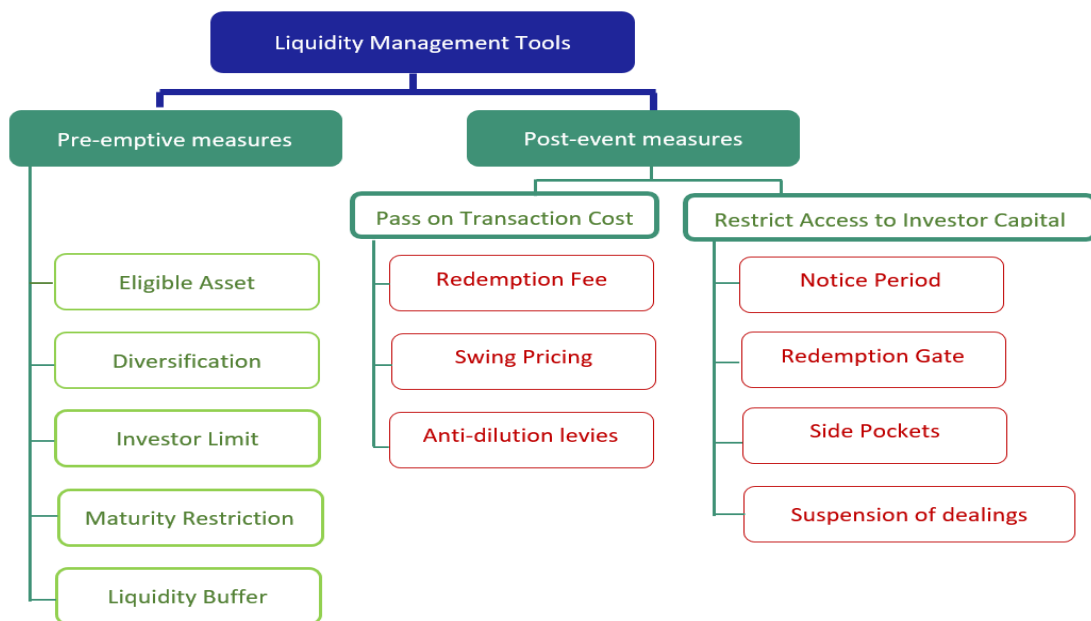 Liquidity Management Tools
Pre-emptive measures
Post-event measures
Pass on Transaction Cost
Restrict Access to Investor Capital
Eligible Asset
Diversification
Investor Limit
Maturity Restriction
Liquidity Buffer
Redemption Fee
Swing Pricing
Anti-dilution levies
Notice Period
Redemption Gate
Side Pockets
Suspension of dealings